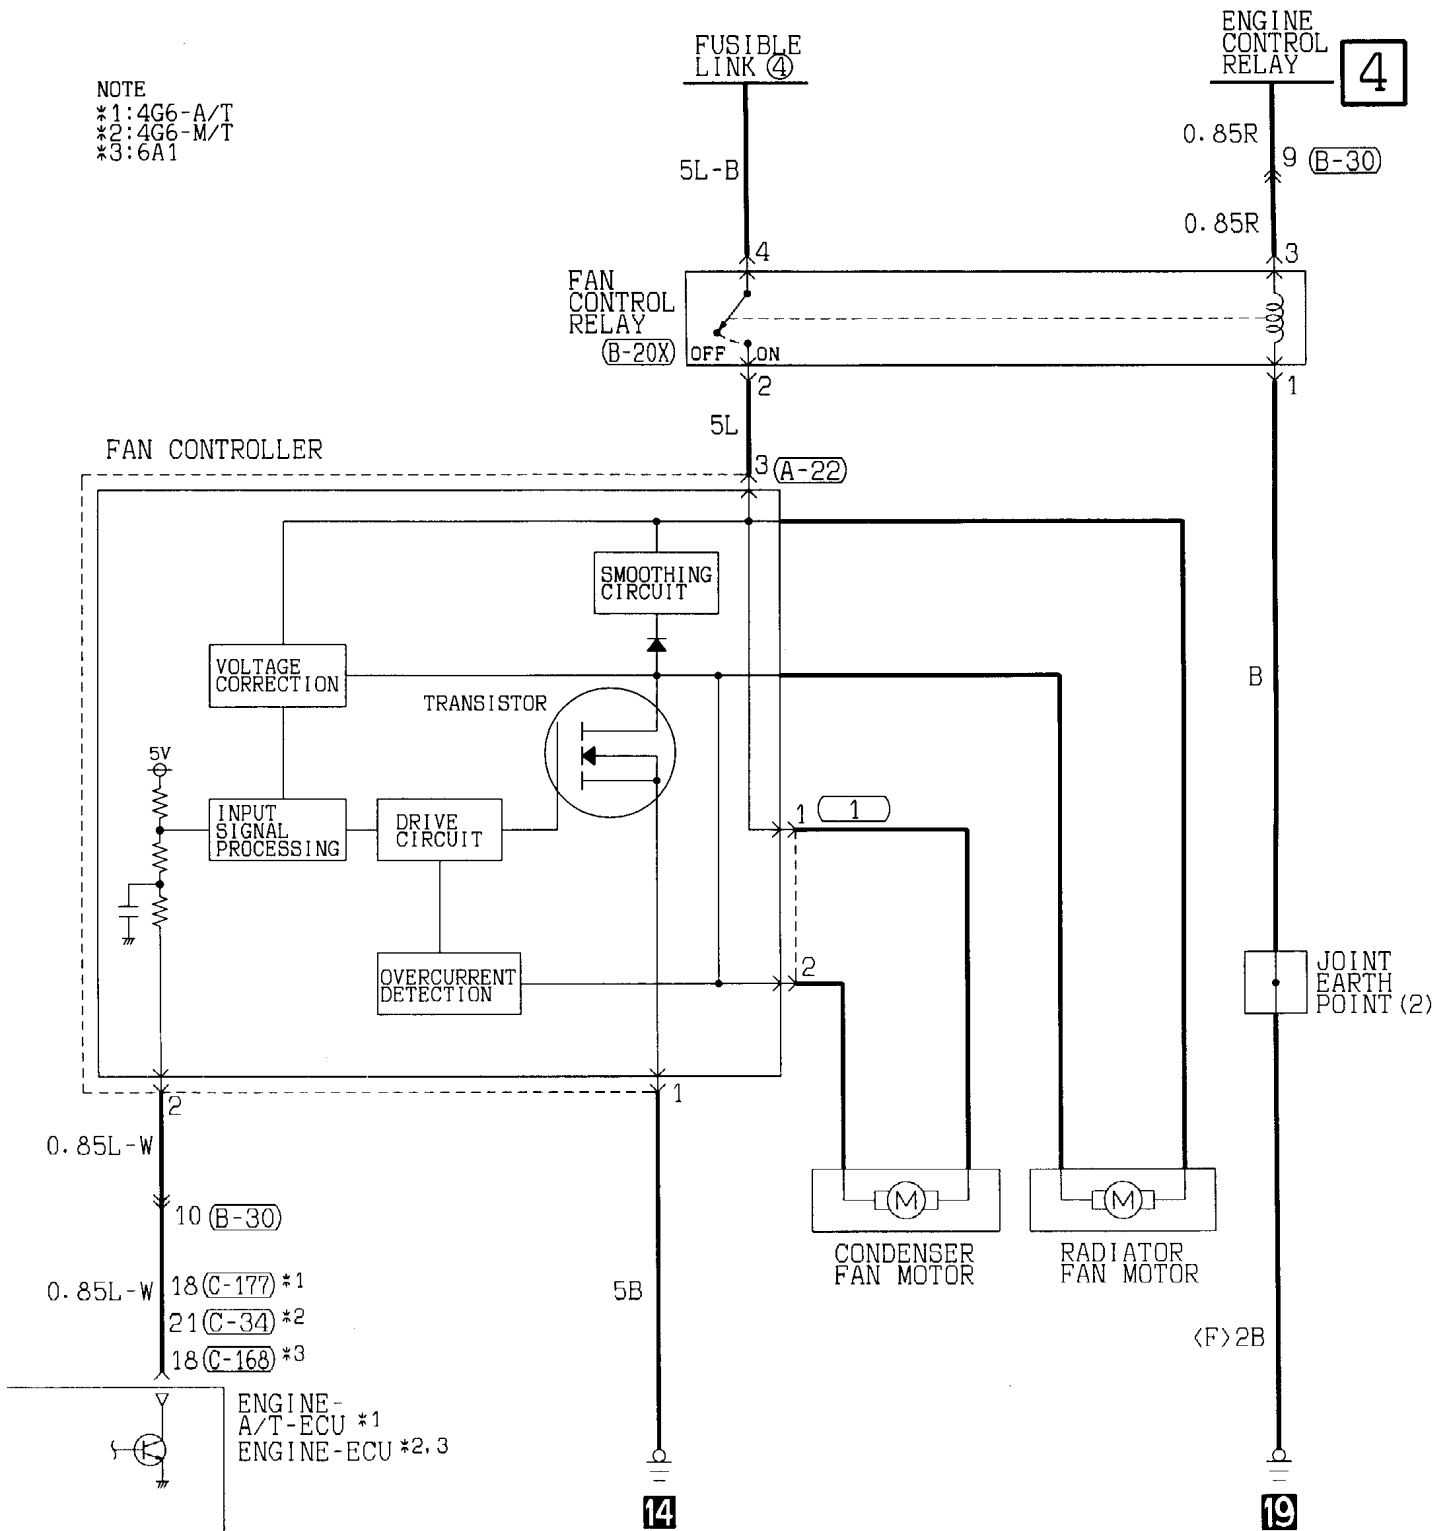 FUSIBLE
LINK ④
ENGINE
CONTROL
RELAY
4
NOTE
*1:4G6-A/T
*2:4G6-M/T
*3:6A1
0.85R
9 (B-30)
5L-B
0.85R
4
3
FAN
CONTROL
RELAY
(B-20X)
OFF
ON
2
1
5L
FAN CONTROLLER
3 (A-22)
SMOOTHING
CIRCUIT
VOLTAGE
CORRECTION
B
TRANSISTOR
5V
INPUT
SIGNAL
PROCESSING
DRIVE
CIRCUIT
1
1
OVERCURRENT
DETECTION
2
JOINT
EARTH
POINT(2)
2
1
0.85L-W
M
M
10 (B-30)
CONDENSER
FAN MOTOR
RADIATOR
FAN MOTOR
0.85L-W
18 (C-177) *1
5B
21 (C-34) *2
18 (C-168) *3
<F>2B
ENGINE-
A/T-ECU *1
ENGINE-ECU *2,3
14
19